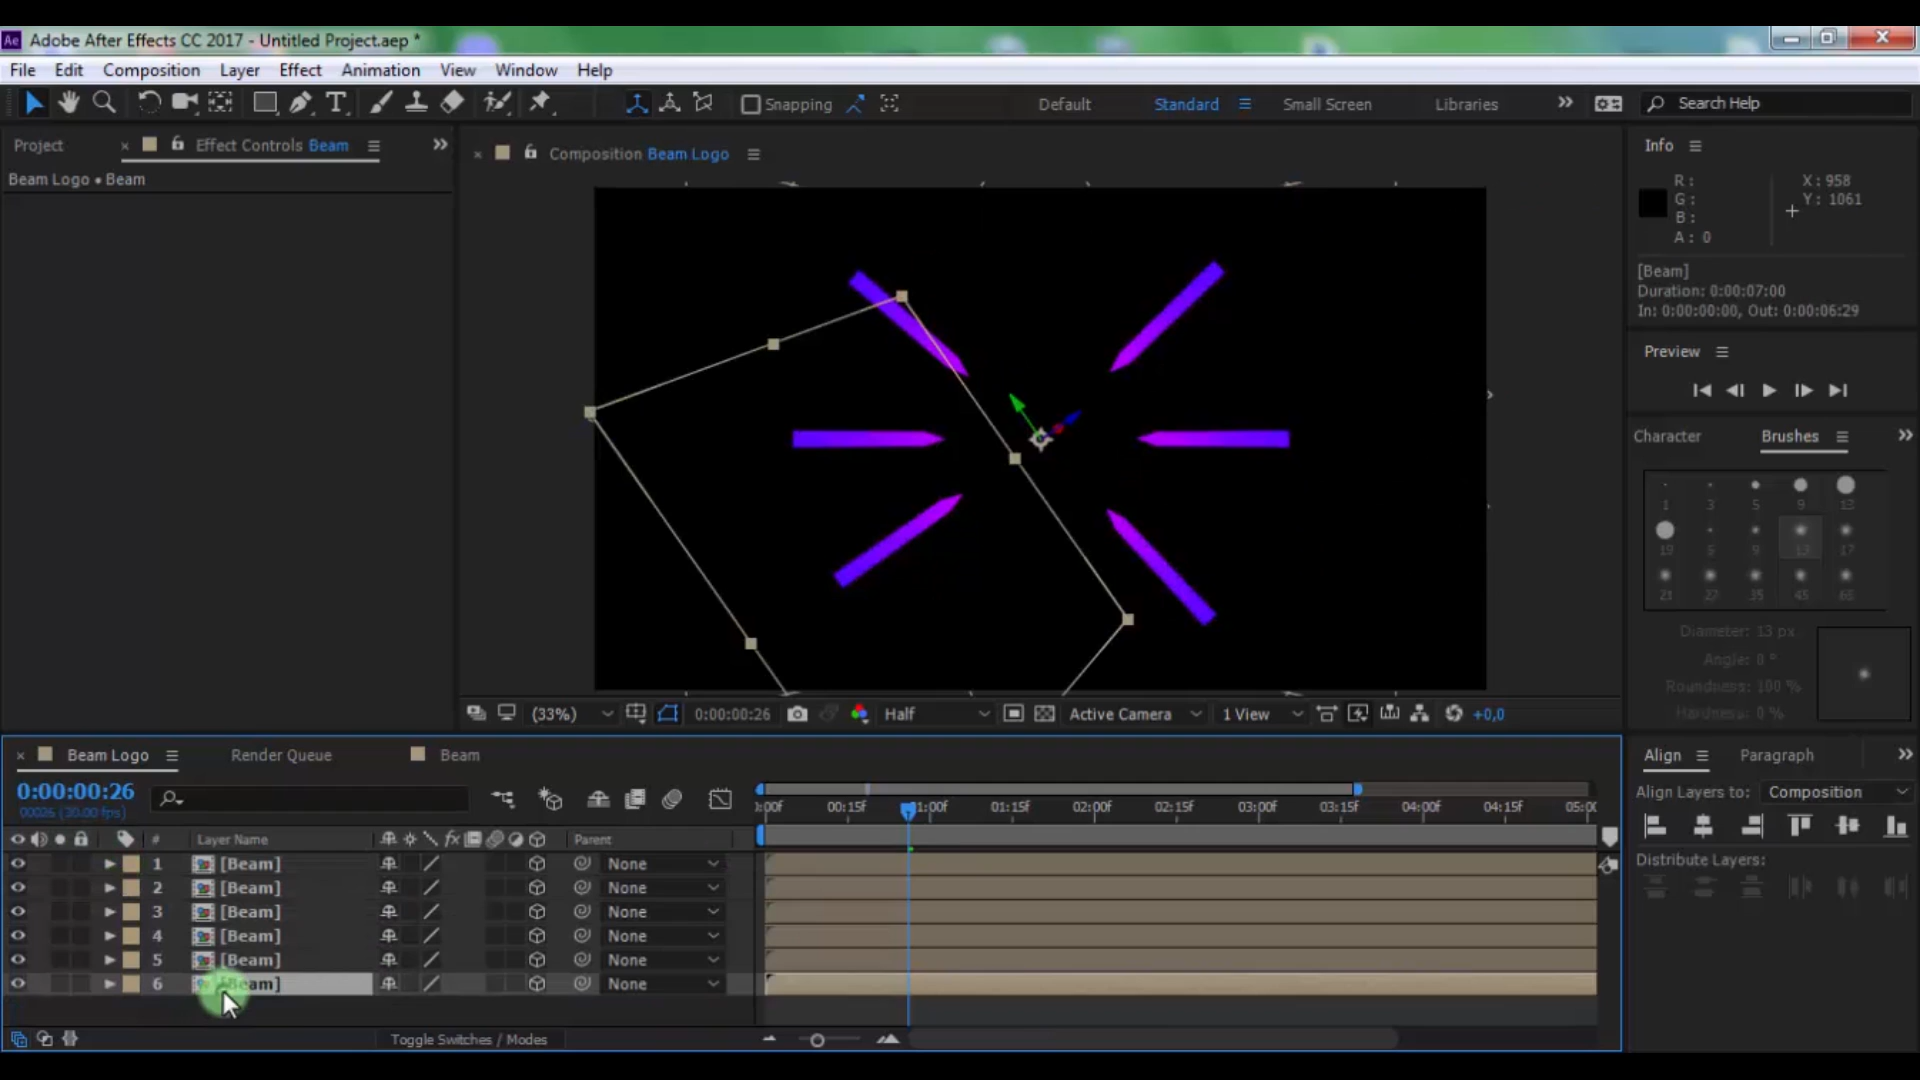 Ae Adobe After Effects CC 2017 - Untitled Project.aep *
File Edit Composition Layer Effect Animation View Window Help
T Snapping Default Standard Small Screen Libraries Search Help
Project Effect Controls Beam
Beam Logo • Beam
Composition Beam Logo
Info
R :
G :
B :
A : 0
X : 958
Y : 1061
[Beam]
Duration: 0:00:07:00
In: 0:00:00:00, Out: 0:00:06:29
Preview
Character Brushes
1 3 5 9 13
19 5 9 13 17
21 27 35 45 65
Diameter: 13 px
Angle: 0 °
Roundness: 100 %
Hardness: 0 %
(33%) 0:00:00:26 Half Active Camera 1 View +0,0
Beam Logo Render Queue Beam
0:00:00:26
00026 (30.00 fps)
:00f 00:15f 01:00f 01:15f 02:00f 02:15f 03:00f 03:15f 04:00f 04:15f 05:00
# Layer Name fx Parent
1 [Beam] None
2 [Beam] None
3 [Beam] None
4 [Beam] None
5 [Beam] None
6 [Beam] None
Toggle Switches / Modes
Align Paragraph
Align Layers to: Composition
Distribute Layers: